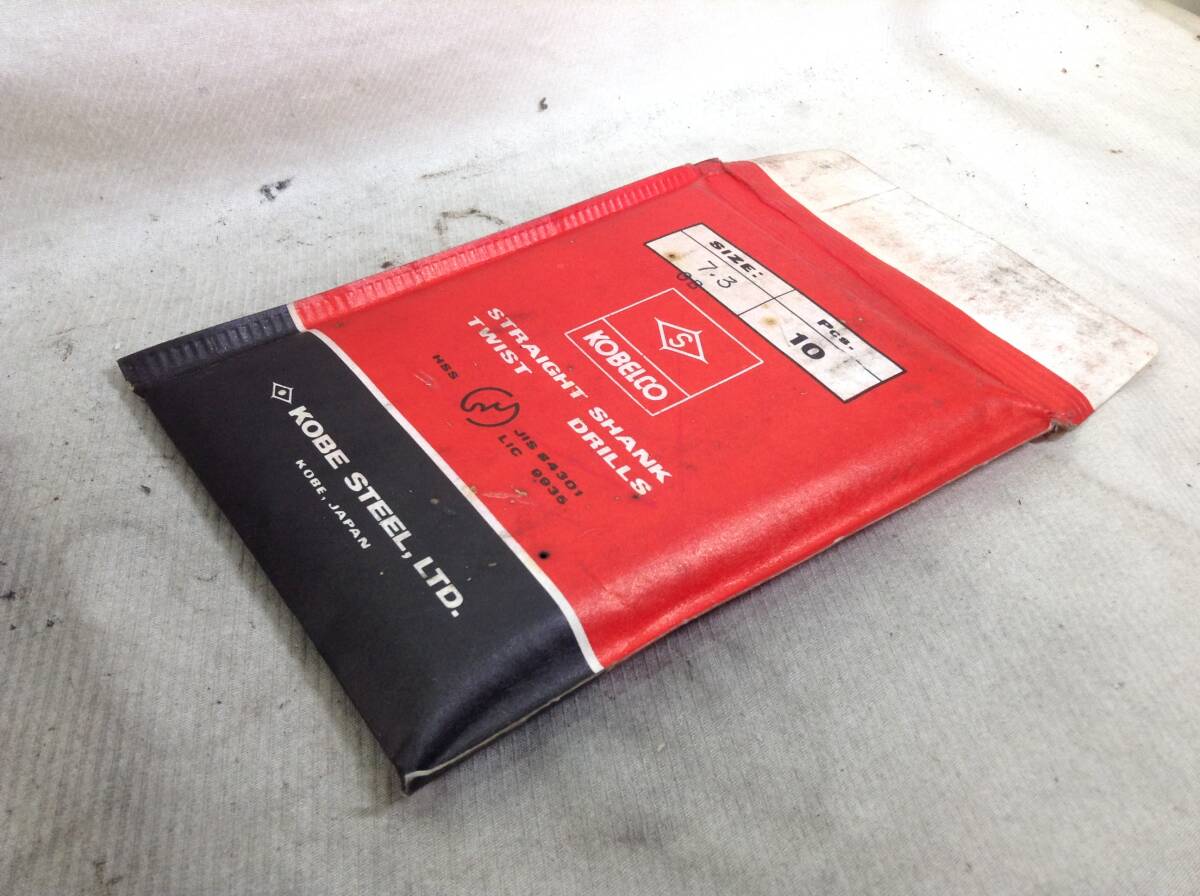 SIZE: Pcs.
7.3 10
S
KOBELCO
STRAIGHT SHANK
TWIST DRILLS
HSS JIS B4301
LIC 9935
KOBE STEEL, LTD.
KOBE, JAPAN